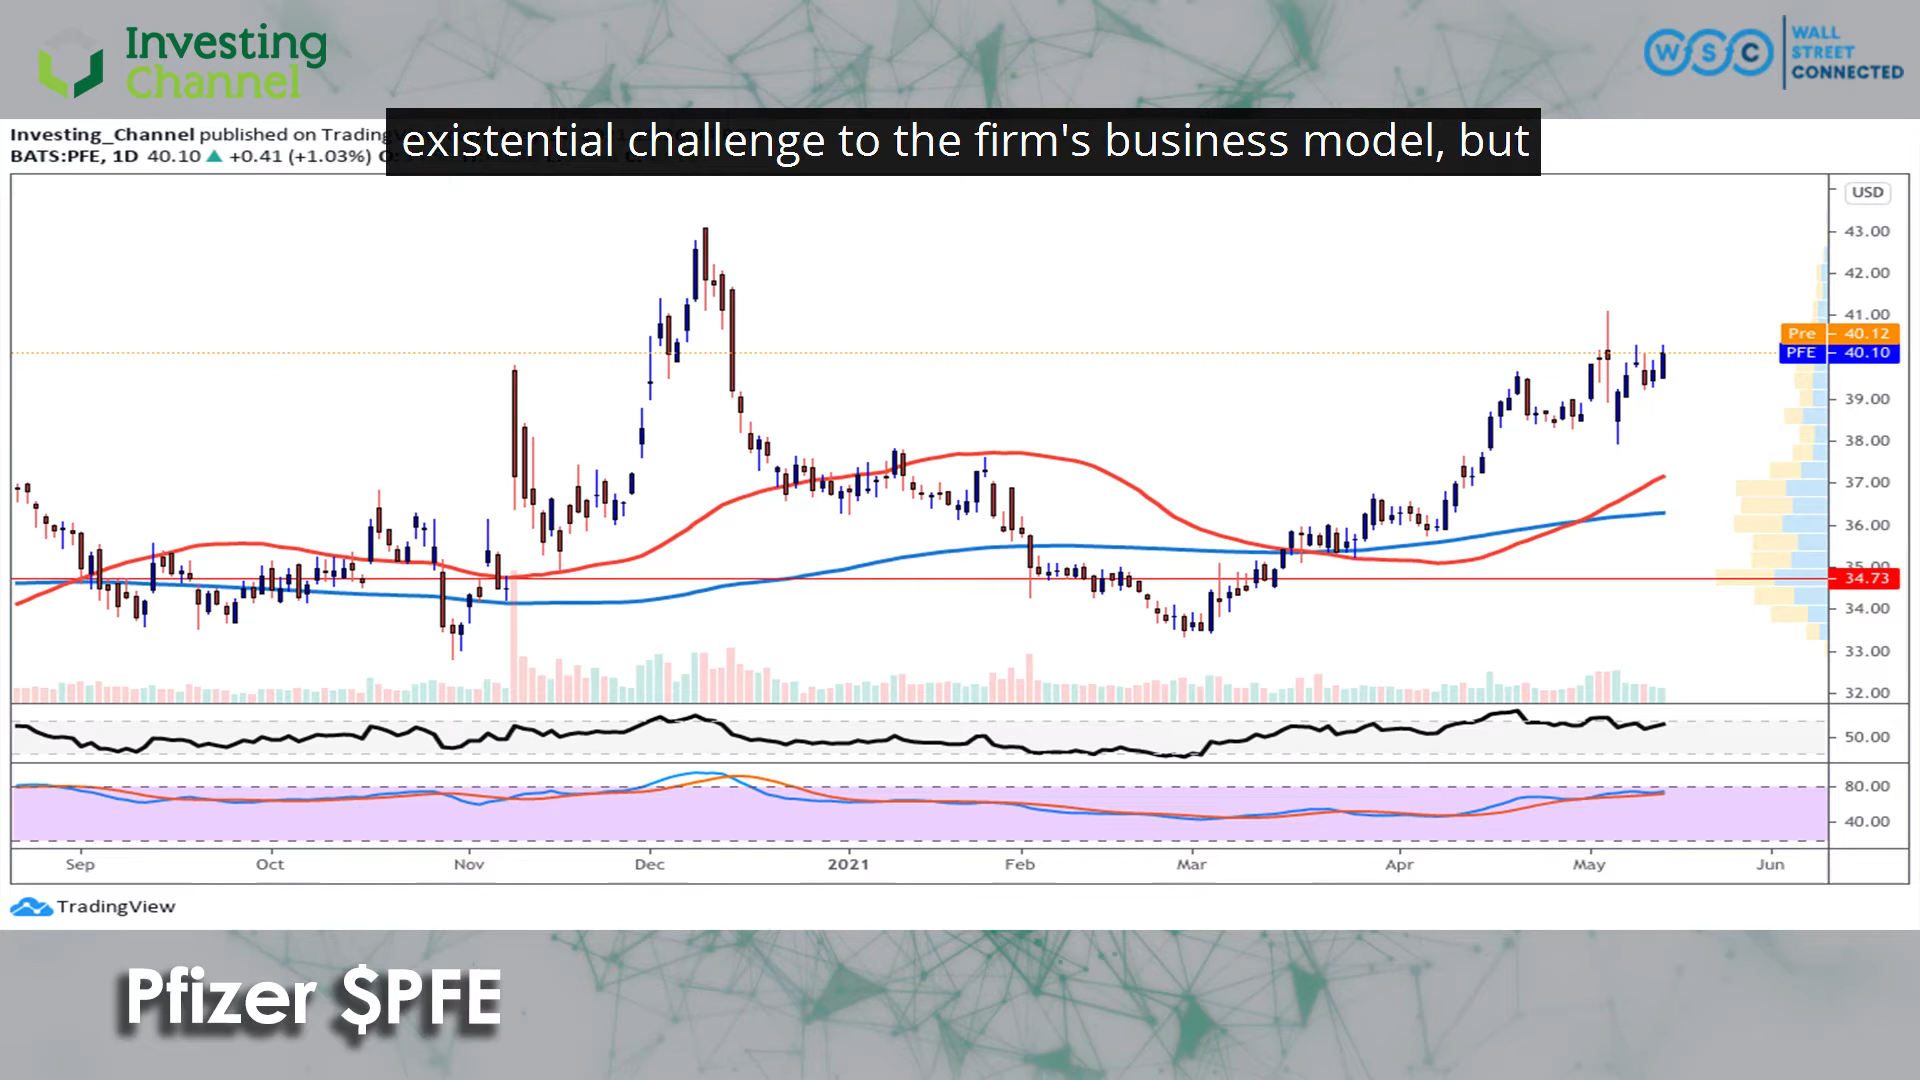 Investing
Channel
WSC
WALL
STREET
CONNECTED
existential challenge to the firm's business model, but
Investing_Channel published on Trading
BATS:PFE, 1D 40.10 ▲ +0.41 (+1.03%)
USD
43.00
42.00
41.00
Pre 40.12
PFE 40.10
39.00
38.00
37.00
36.00
35.00
34.73
34.00
33.00
32.00
50.00
80.00
40.00
Sep Oct Nov Dec 2021 Feb Mar Apr May Jun
TradingView
Pfizer $PFE